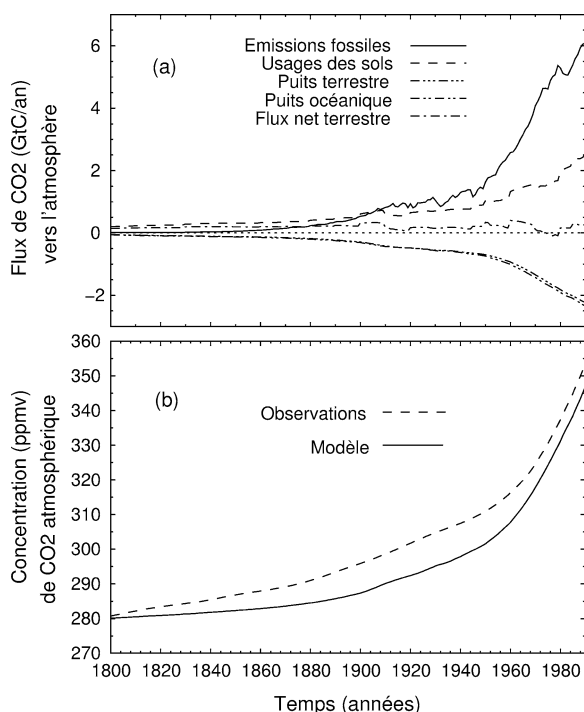 6
4
2
0
−2
Flux de CO2 (GtC/an)
vers l'atmosphère
(a)
Emissions fossiles
Usages des sols
Puits terrestre
Puits océanique
Flux net terrestre
360
350
340
330
320
310
300
290
280
270
Concentration (ppmv)
de CO2 atmosphérique
(b)
Observations
Modèle
1800 1820 1840 1860 1880 1900 1920 1940 1960 1980
Temps (années)